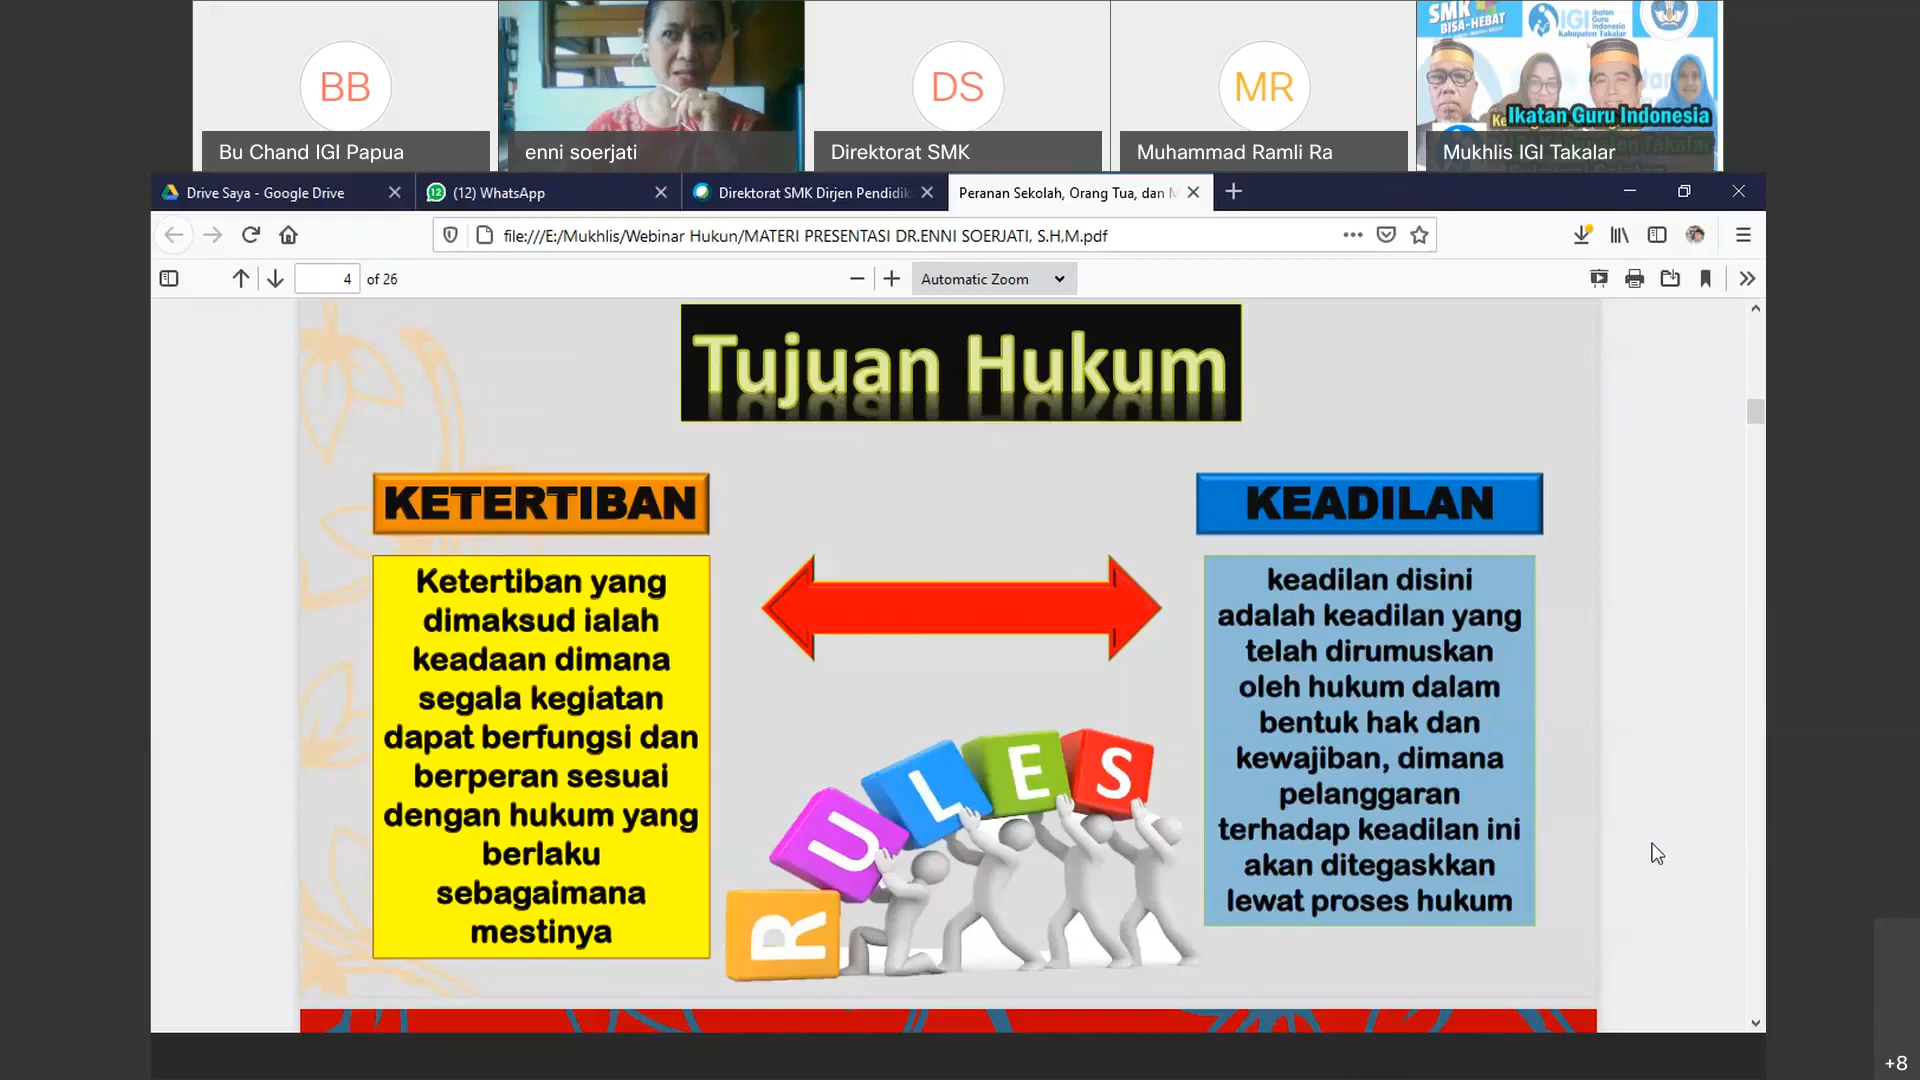 BB
DS
MR
SMK
BISA-HEBAT
IGI
Ikatan
Guru
Indonesia
Kabupaten Takalar
Ikatan Guru Indonesia
Bu Chand IGI Papua
enni soerjati
Direktorat SMK
Muhammad Ramli Ra
Mukhlis IGI Takalar
Drive Saya - Google Drive
(12) WhatsApp
Direktorat SMK Dirjen Pendidik
Peranan Sekolah, Orang Tua, dan M
file:///E:/Mukhlis/Webinar Hukun/MATERI PRESENTASI DR.ENNI SOERJATI, S.H,M.pdf
4 of 26
Automatic Zoom
Tujuan Hukum
KETERTIBAN
Ketertiban yang
dimaksud ialah
keadaan dimana
segala kegiatan
dapat berfungsi dan
berperan sesuai
dengan hukum yang
berlaku
sebagaimana
mestinya
RULES
KEADILAN
keadilan disini
adalah keadilan yang
telah dirumuskan
oleh hukum dalam
bentuk hak dan
kewajiban, dimana
pelanggaran
terhadap keadilan ini
akan ditegaskkan
lewat proses hukum
+8